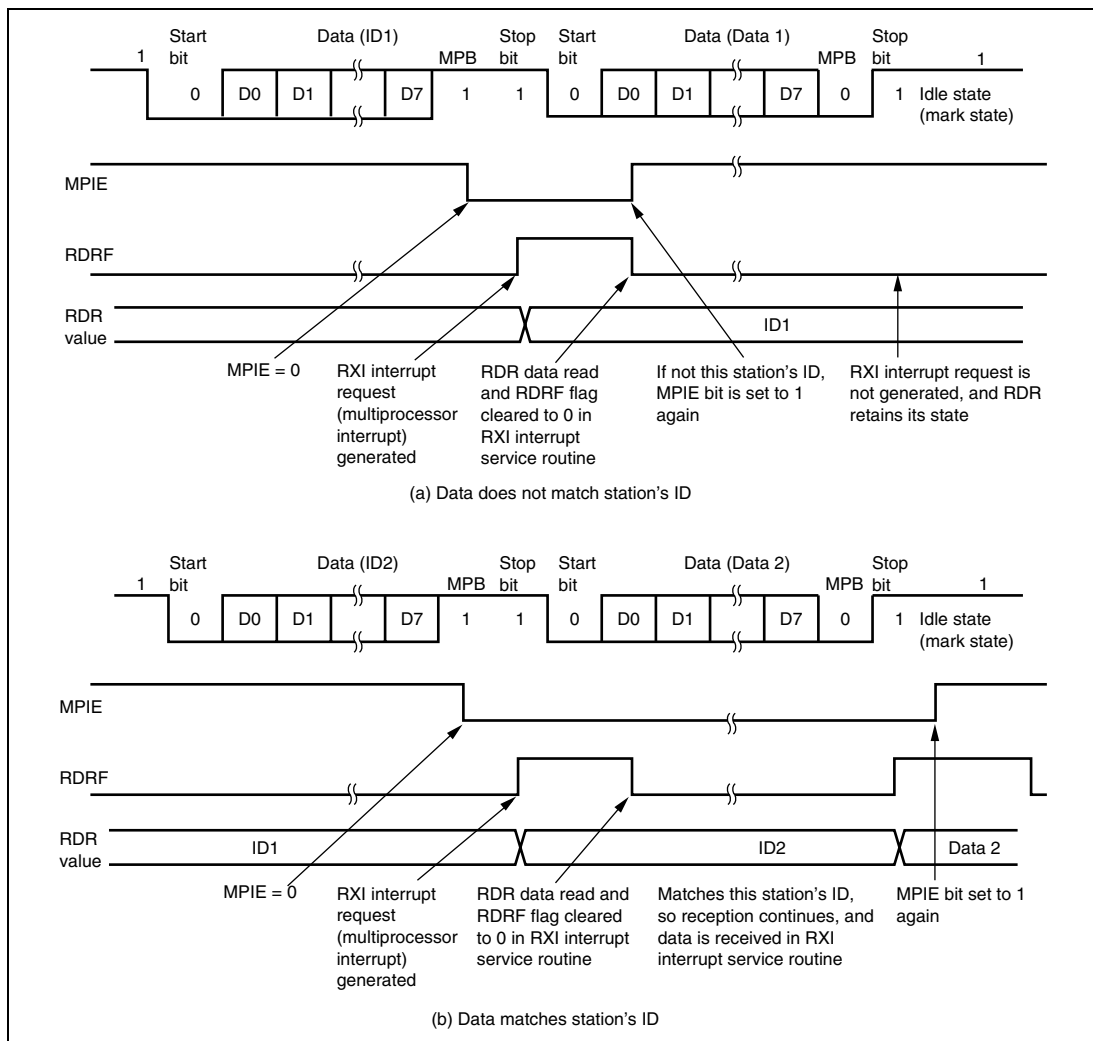 Start bit Data (ID1) MPB Stop bit Start bit Data (Data 1) MPB Stop bit
1 0 D0 D1 D7 1 1 0 D0 D1 D7 0 1 1
Idle state (mark state)
MPIE
RDRF
RDR value
ID1
MPIE = 0
RXI interrupt
request
(multiprocessor
interrupt)
generated
RDR data read
and RDRF flag
cleared to 0 in
RXI interrupt
service routine
If not this station's ID,
MPIE bit is set to 1
again
RXI interrupt request is
not generated, and RDR
retains its state
(a) Data does not match station's ID
Start bit Data (ID2) MPB Stop bit Start bit Data (Data 2) MPB Stop bit
1 0 D0 D1 D7 1 1 0 D0 D1 D7 0 1 1
Idle state (mark state)
MPIE
RDRF
RDR value
ID1 ID2 Data 2
MPIE = 0
RXI interrupt
request
(multiprocessor
interrupt)
generated
RDR data read and
RDRF flag cleared
to 0 in RXI interrupt
service routine
Matches this station's ID,
so reception continues, and
data is received in RXI
interrupt service routine
MPIE bit set to 1
again
(b) Data matches station's ID